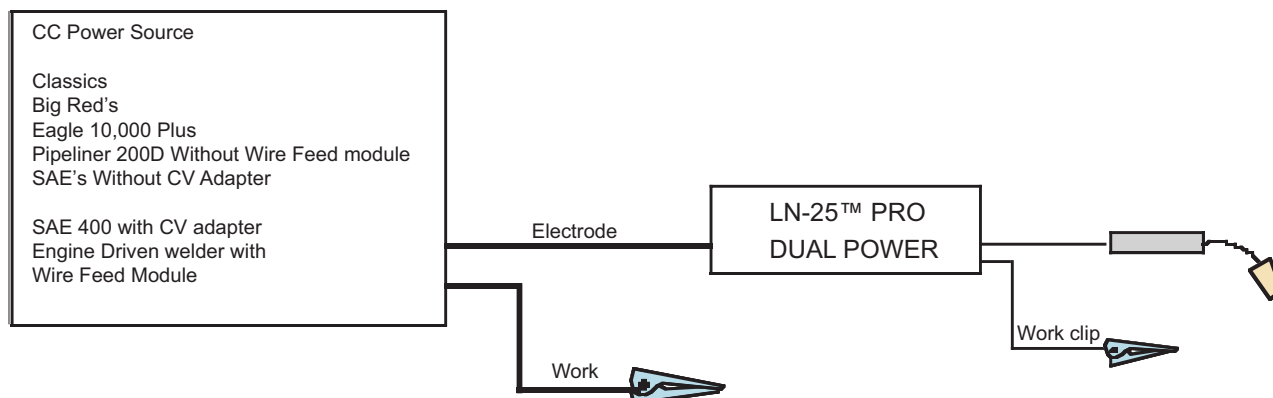 CC Power Source
Classics
Big Red's
Eagle 10,000 Plus
Pipeliner 200D Without Wire Feed module
SAE's Without CV Adapter
SAE 400 with CV adapter
Engine Driven welder with
Wire Feed Module
Electrode
LN-25™ PRO
DUAL POWER
Work clip
Work